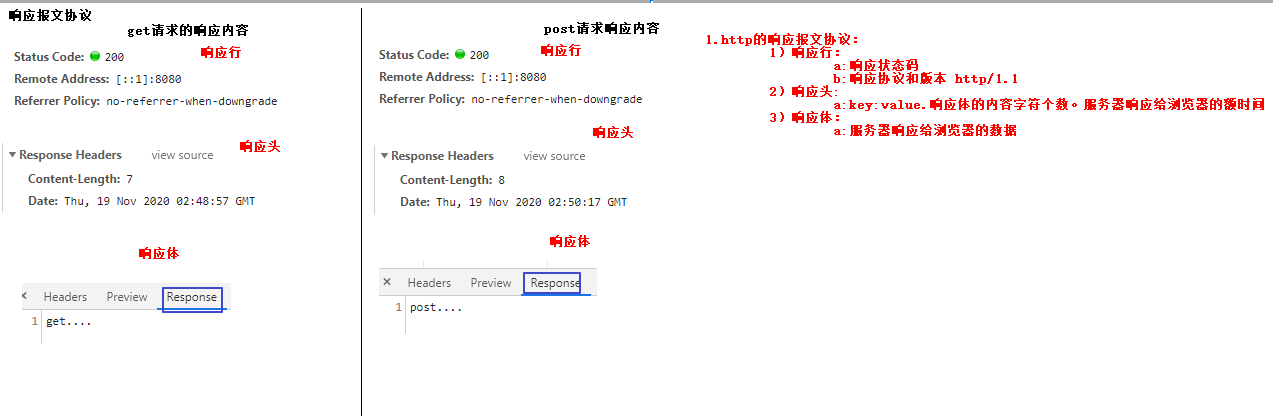 响应报文协议
get请求的响应内容
Status Code: 200
响应行
Remote Address: [::1]:8080
Referrer Policy: no-referrer-when-downgrade
响应头
Response Headers view source
Content-Length: 7
Date: Thu, 19 Nov 2020 02:48:57 GMT
响应体
× Headers Preview Response
1 get....
post请求响应内容
Status Code: 200
响应行
Remote Address: [::1]:8080
Referrer Policy: no-referrer-when-downgrade
响应头
Response Headers view source
Content-Length: 8
Date: Thu, 19 Nov 2020 02:50:17 GMT
响应体
× Headers Preview Response
1 post....
1.http的响应报文协议:
1）响应行:
a:响应状态码
b:响应协议和版本 http/1.1
2）响应头:
a:key:value.响应体的内容字符个数。服务器响应给浏览器的额时间
3）响应体:
a:服务器响应给浏览器的数据